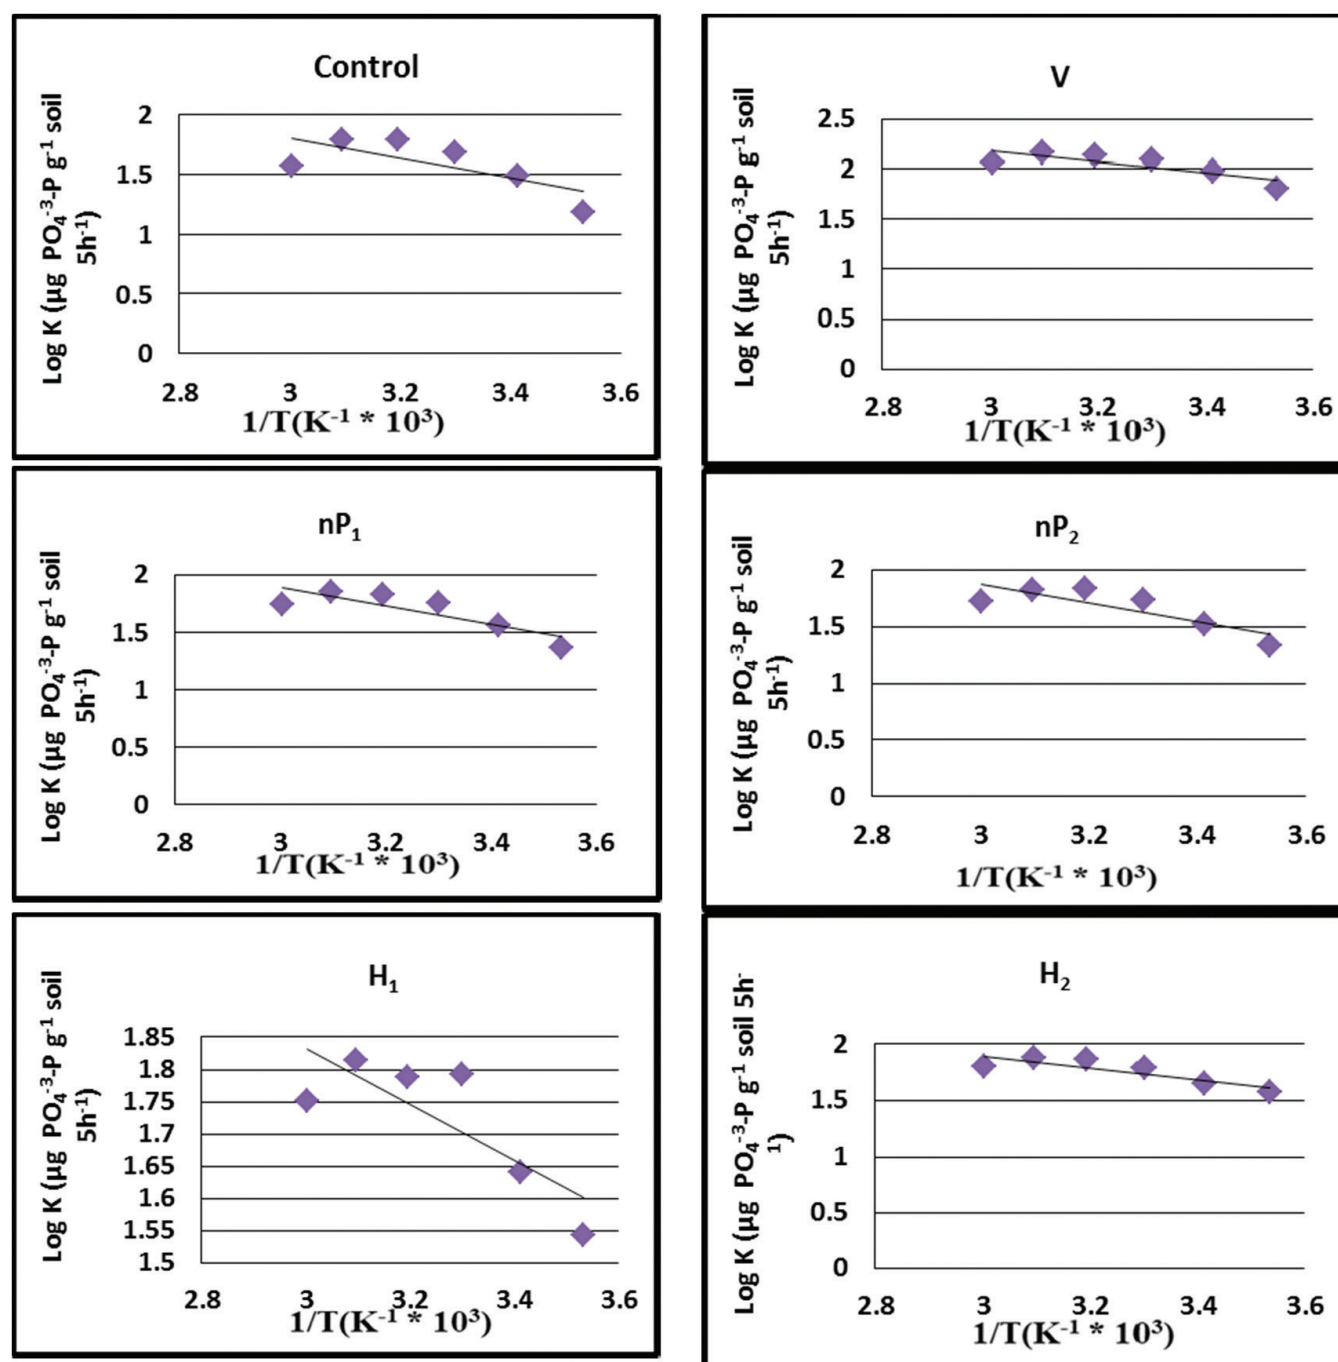 Control
Log K (µg PO₄⁻³-P g⁻¹ soil
5h⁻¹)
2
1.5
1
0.5
0
2.8 3 3.2 3.4 3.6
1/T(K⁻¹ * 10³)
V
Log K (µg PO₄⁻³-P g⁻¹ soil
5h⁻¹)
2.5
2
1.5
1
0.5
0
2.8 3 3.2 3.4 3.6
1/T(K⁻¹ * 10³)
nP₁
Log K (µg PO₄⁻³-P g⁻¹ soil
5h⁻¹)
2
1.5
1
0.5
0
2.8 3 3.2 3.4 3.6
1/T(K⁻¹ * 10³)
nP₂
Log K (µg PO₄⁻³-P g⁻¹ soil
5h⁻¹)
2
1.5
1
0.5
0
2.8 3 3.2 3.4 3.6
1/T(K⁻¹ * 10³)
H₁
Log K (µg PO₄⁻³-P g⁻¹ soil
5h⁻¹)
1.85
1.8
1.75
1.7
1.65
1.6
1.55
1.5
2.8 3 3.2 3.4 3.6
1/T(K⁻¹ * 10³)
H₂
Log K (µg PO₄⁻³-P g⁻¹ soil 5h⁻
¹)
2
1.5
1
0.5
0
2.8 3 3.2 3.4 3.6
1/T(K⁻¹ * 10³)